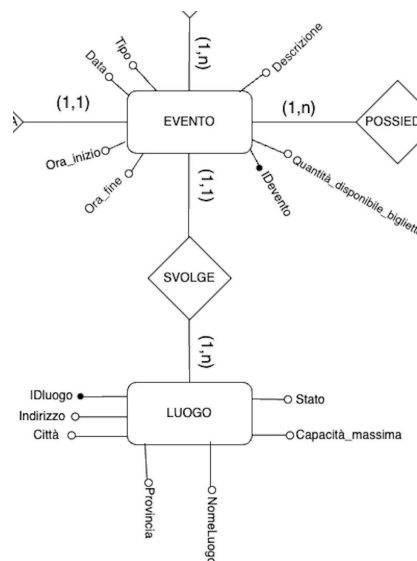 Tipo
(1,n)
Descrizione
Data
(1,1)
EVENTO
(1,n)
POSSIED
Ora_inizio
Ora_fine
(1,1)
IDevento
Quantità_disponibile_biglietti
SVOLGE
(1,n)
IDluogo
LUOGO
Stato
Indirizzo
Città
Capacità_massima
Provincia
NomeLuogo